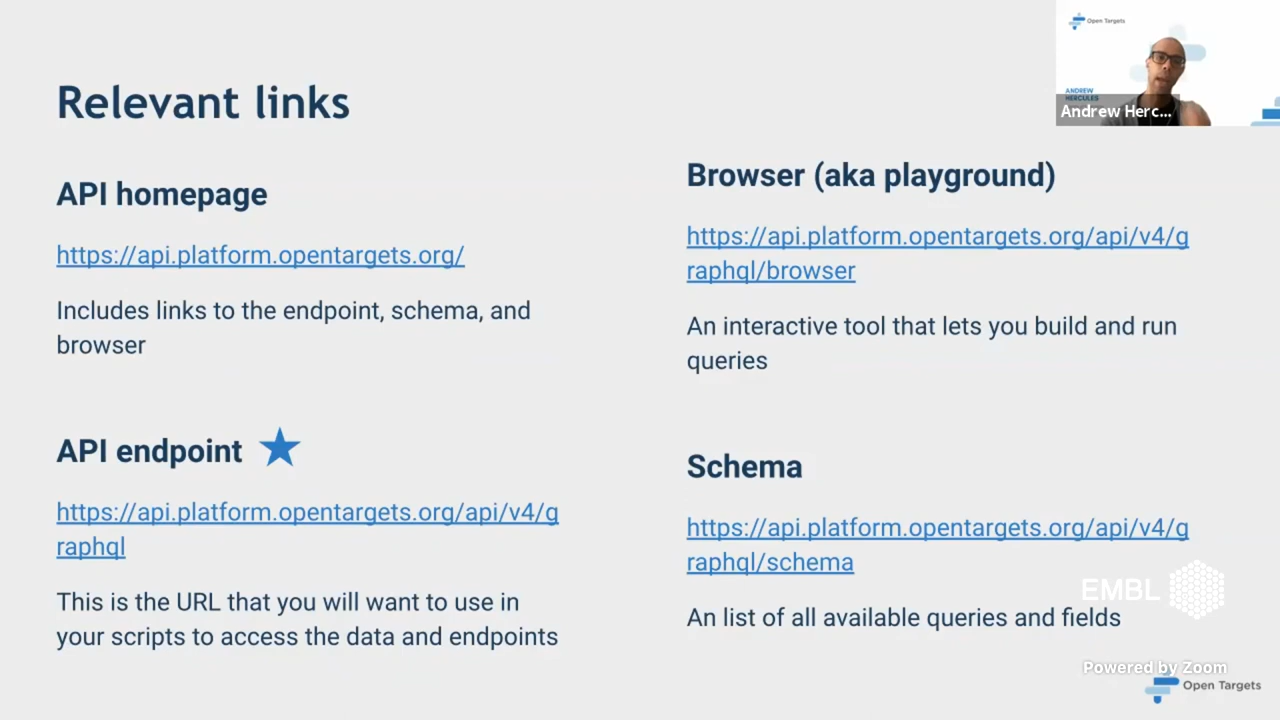 Relevant links
API homepage
https://api.platform.opentargets.org/
Includes links to the endpoint, schema, and
browser
API endpoint
https://api.platform.opentargets.org/api/v4/g
raphql
This is the URL that you will want to use in
your scripts to access the data and endpoints
Browser (aka playground)
https://api.platform.opentargets.org/api/v4/g
raphql/browser
An interactive tool that lets you build and run
queries
Schema
https://api.platform.opentargets.org/api/v4/g
raphql/schema
An list of all available queries and fields
Open Targets
ANDREW
HERCULES
Andrew Herc...
EMBL
Powered by Zoom
Open Targets